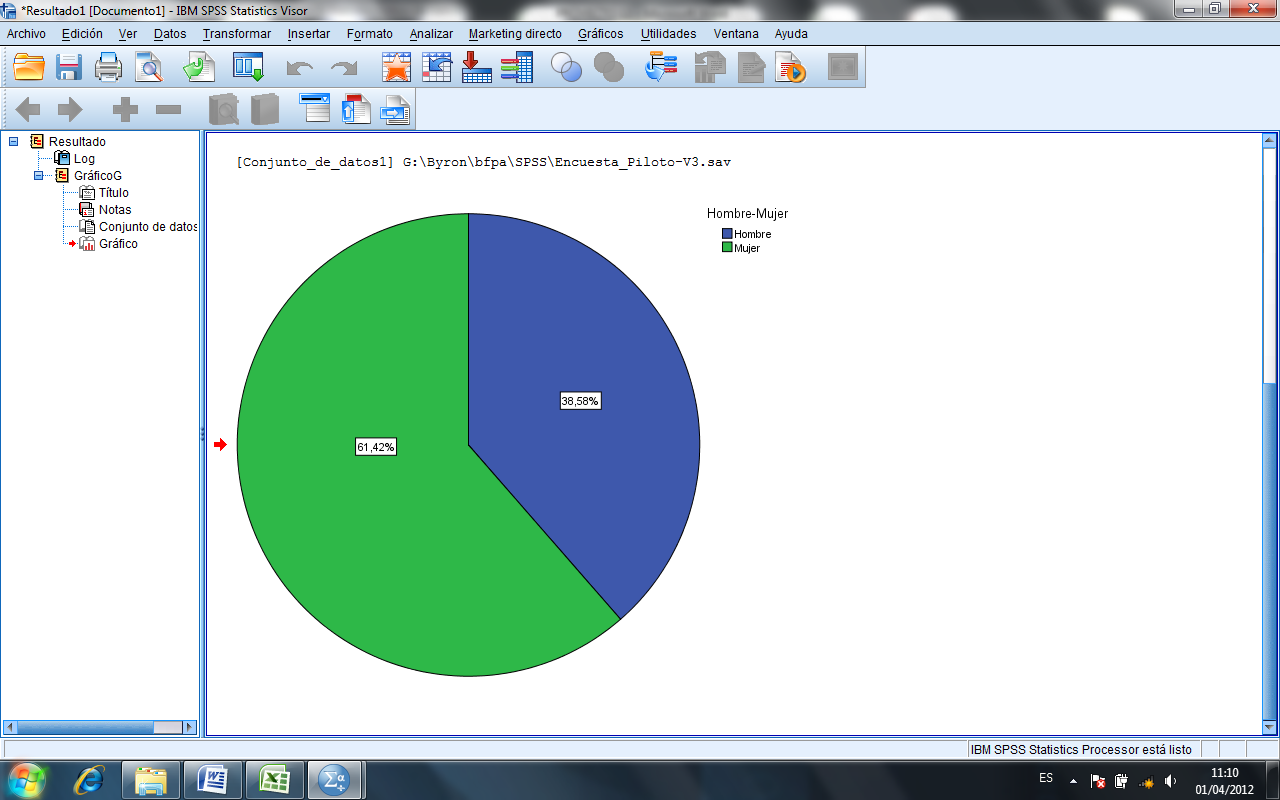 *Resultado1 [Documento1] - IBM SPSS Statistics Visor
Archivo Edición Ver Datos Transformar Insertar Formato Analizar Marketing directo Gráficos Utilidades Ventana Ayuda
Resultado
Log
GráficoG
Título
Notas
Conjunto de datos
Gráfico
[Conjunto_de_datos1] G:\Byron\bfpa\SPSS\Encuesta_Piloto-V3.sav
Hombre-Mujer
Hombre
Mujer
38,58%
61,42%
IBM SPSS Statistics Processor está listo
ES
11:10
01/04/2012